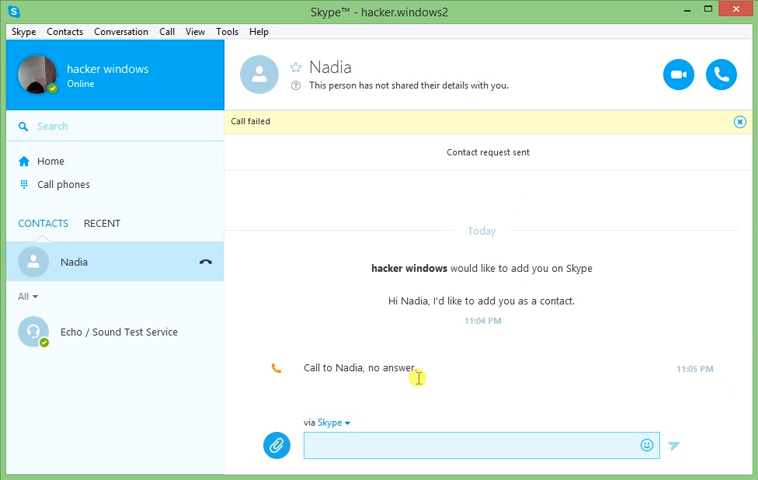 Skype™ - hacker.windows2
Skype Contacts Conversation Call View Tools Help
hacker windows
Online
Search
Home
Call phones
CONTACTS RECENT
Nadia
All
Echo / Sound Test Service
Nadia
This person has not shared their details with you.
Call failed
Contact request sent
Today
hacker windows would like to add you on Skype
Hi Nadia, I'd like to add you as a contact.
11:04 PM
Call to Nadia, no answer.
11:05 PM
via Skype